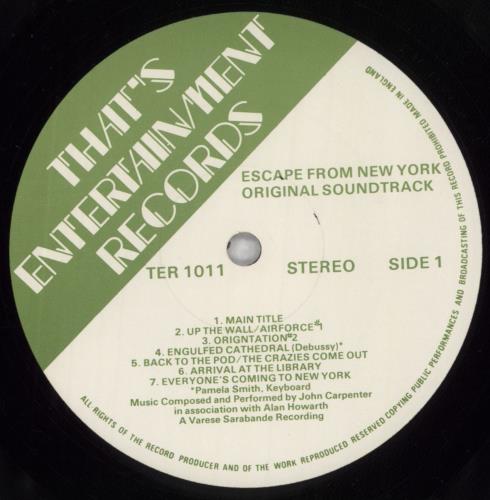 THAT'S
ENTERTAINMENT
RECORDS
ESCAPE FROM NEW YORK
ORIGINAL SOUNDTRACK
TER 1011 STEREO SIDE 1
1. MAIN TITLE
2. UP THE WALL/AIRFORCE #1
3. ORIGNTATION #2
4. ENGULFED CATHEDRAL (Debussy)*
5. BACK TO THE POD/THE CRAZIES COME OUT
6. ARRIVAL AT THE LIBRARY
7. EVERYONE'S COMING TO NEW YORK
*Pamela Smith, Keyboard
Music Composed and Performed by John Carpenter
in association with Alan Howarth
A Varese Sarabande Recording
ALL RIGHTS OF THE RECORD PRODUCER AND OF THE WORK REPRODUCED RESERVED COPYING PUBLIC PERFORMANCES AND BROADCASTING OF THIS RECORD PROHIBITED MADE IN ENGLAND